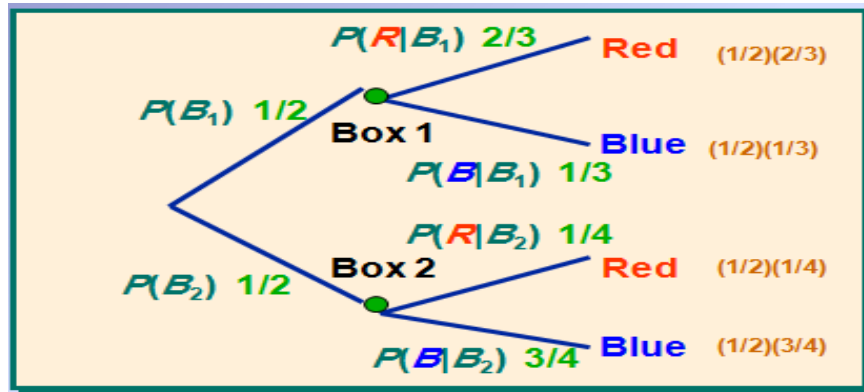 P(R|B₁) 2/3
Red (1/2)(2/3)
P(B₁) 1/2
Box 1
Blue (1/2)(1/3)
P(B|B₁) 1/3
P(R|B₂) 1/4
Box 2
Red (1/2)(1/4)
P(B₂) 1/2
Blue (1/2)(3/4)
P(B|B₂) 3/4